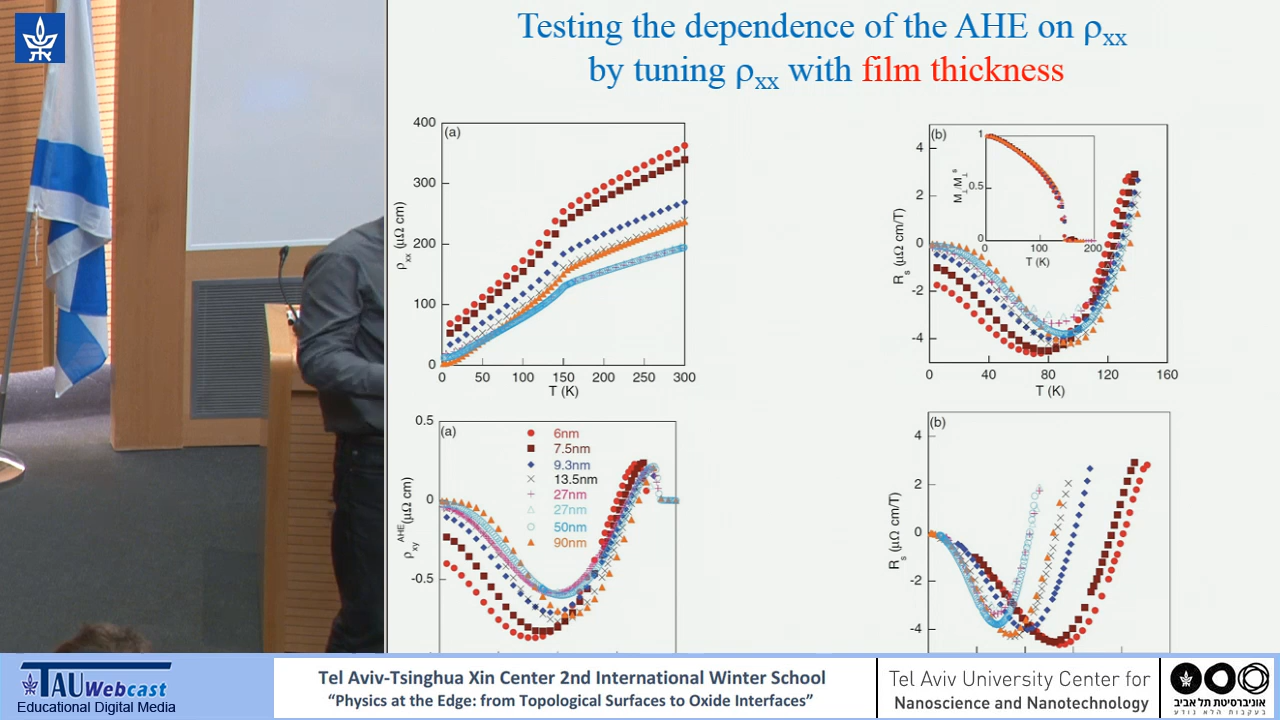 Testing the dependence of the AHE on ρxx
by tuning ρxx with film thickness
(a)
400
300
200
100
0
ρxx (μΩ cm)
0 50 100 150 200 250 300
T (K)
(b)
4
2
0
-2
-4
Rs (μΩ cm/T)
1
0.5
0
M⊥/M⊥s
0 100 200
T (K)
0 40 80 120 160
T (K)
(a)
0.5
0
-0.5
ρxyAHE(μΩ cm)
6nm
7.5nm
9.3nm
13.5nm
27nm
27nm
50nm
90nm
(b)
4
2
0
-2
-4
Rs (μΩ cm/T)
TAU Webcast
Educational Digital Media
Tel Aviv-Tsinghua Xin Center 2nd International Winter School
“Physics at the Edge: from Topological Surfaces to Oxide Interfaces”
Tel Aviv University Center for
Nanoscience and Nanotechnology
אוניברסיטת תל אביב
בעקבות הלא נודע